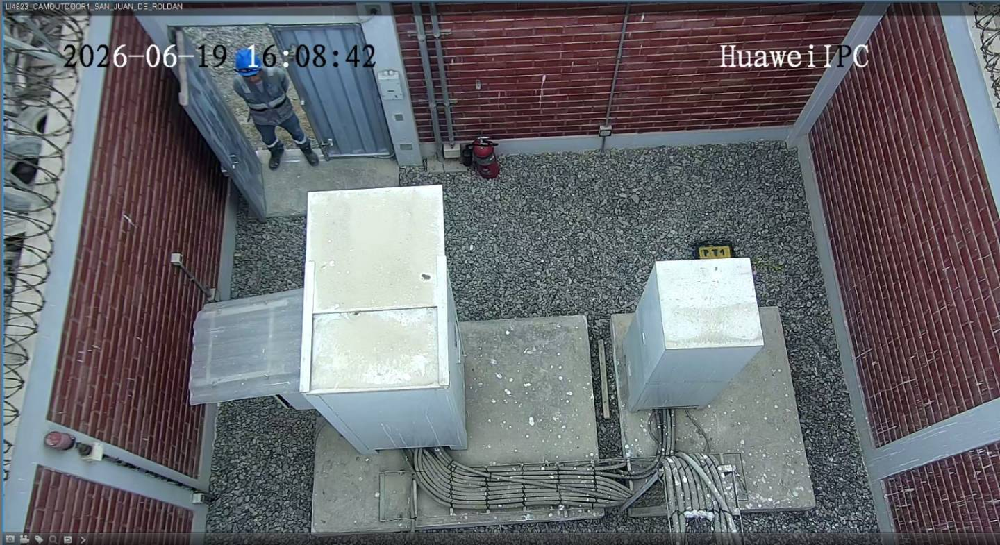 LI4823_CAMOUTDOOR1_SAN_JUAN_DE_ROLDAN
2026-06-19 16:08:42
HuaweiIPC